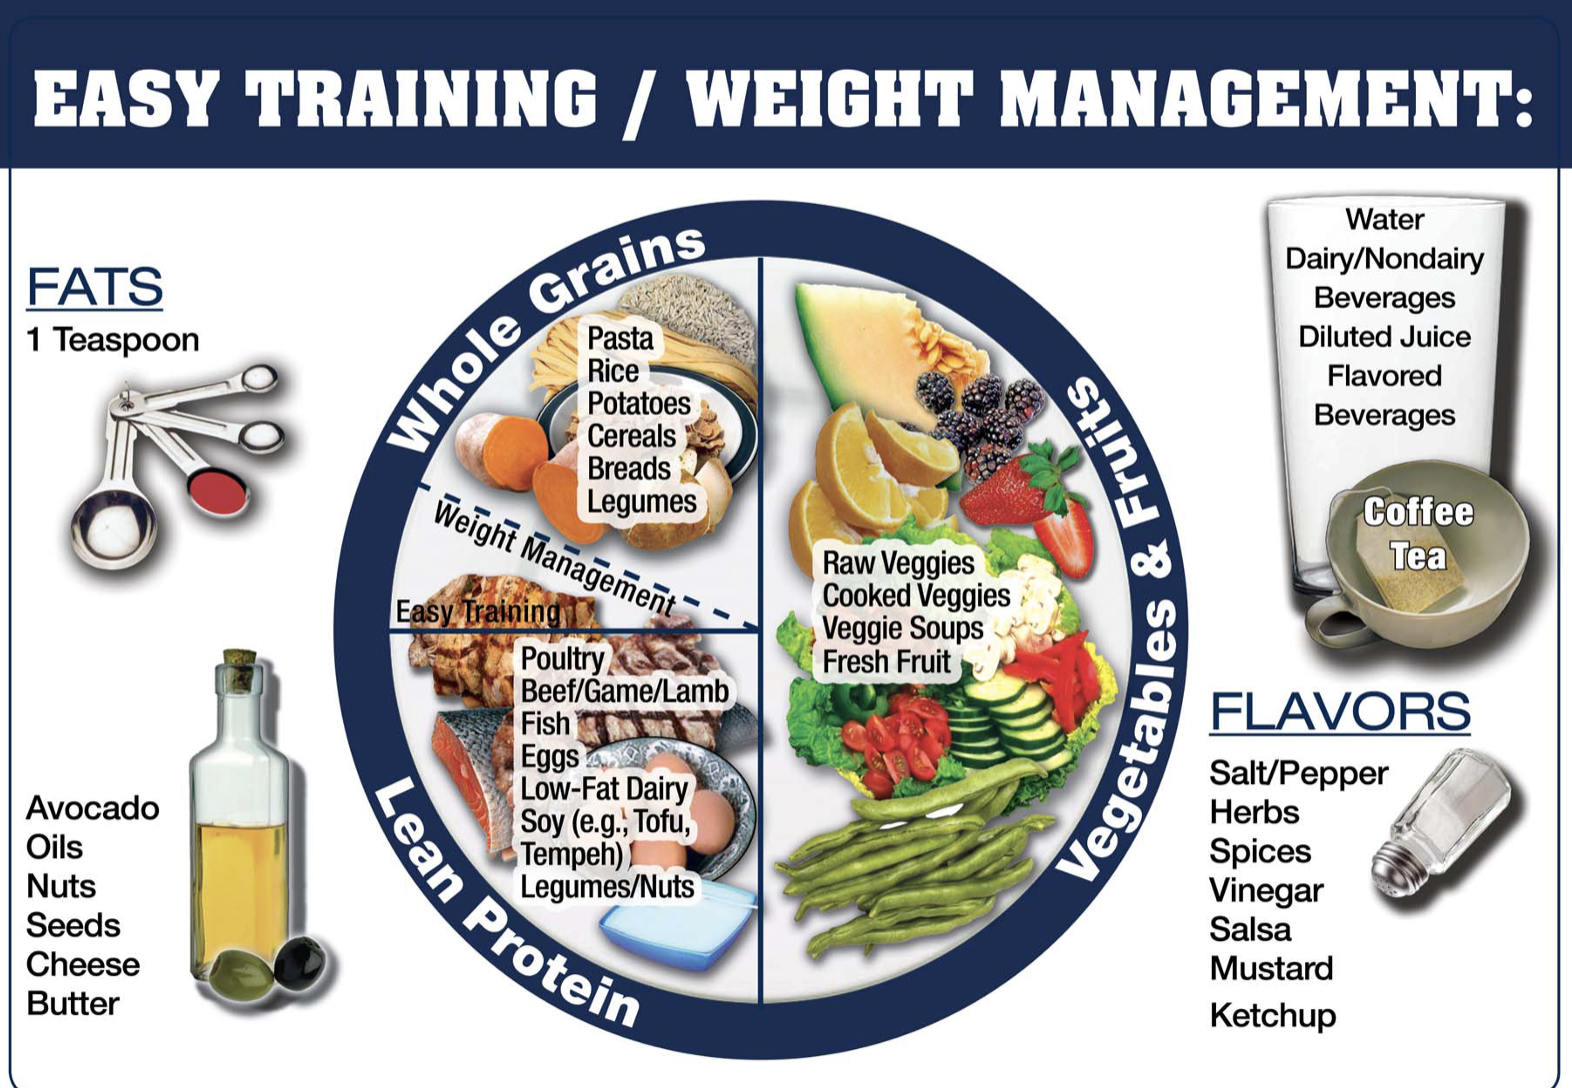 EASY TRAINING / WEIGHT MANAGEMENT:
FATS
1 Teaspoon
Avocado
Oils
Nuts
Seeds
Cheese
Butter
Whole Grains
Pasta
Rice
Potatoes
Cereals
Breads
Legumes
Weight Management
Easy Training
Lean Protein
Poultry
Beef/Game/Lamb
Fish
Eggs
Low-Fat Dairy
Soy (e.g., Tofu,
Tempeh)
Legumes/Nuts
Vegetables & Fruits
Raw Veggies
Cooked Veggies
Veggie Soups
Fresh Fruit
Water
Dairy/Nondairy
Beverages
Diluted Juice
Flavored
Beverages
Coffee
Tea
FLAVORS
Salt/Pepper
Herbs
Spices
Vinegar
Salsa
Mustard
Ketchup